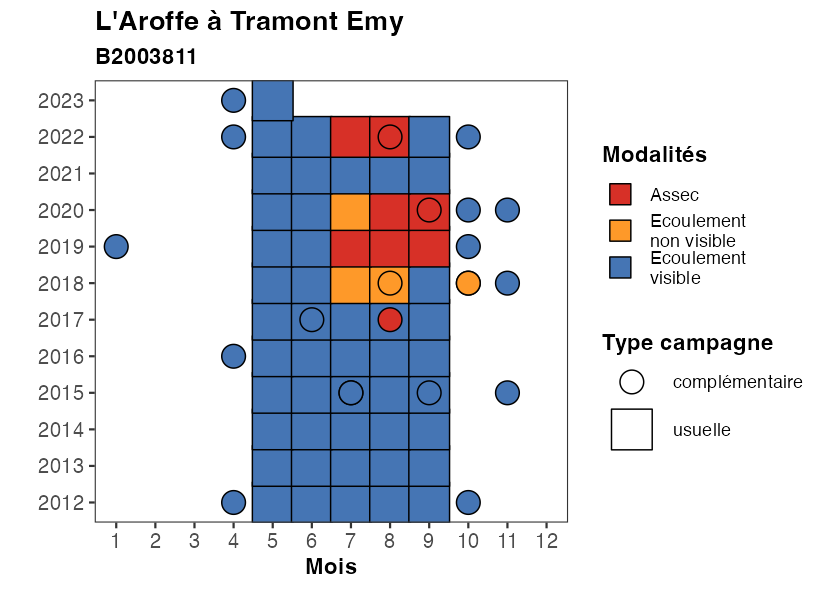 L'Aroffe à Tramont Emy
B2003811
2023
2022
2021
2020
2019
2018
2017
2016
2015
2014
2013
2012
1 2 3 4 5 6 7 8 9 10 11 12
Mois
Modalités
Assec
Ecoulement
non visible
Ecoulement
visible
Type campagne
complémentaire
usuelle